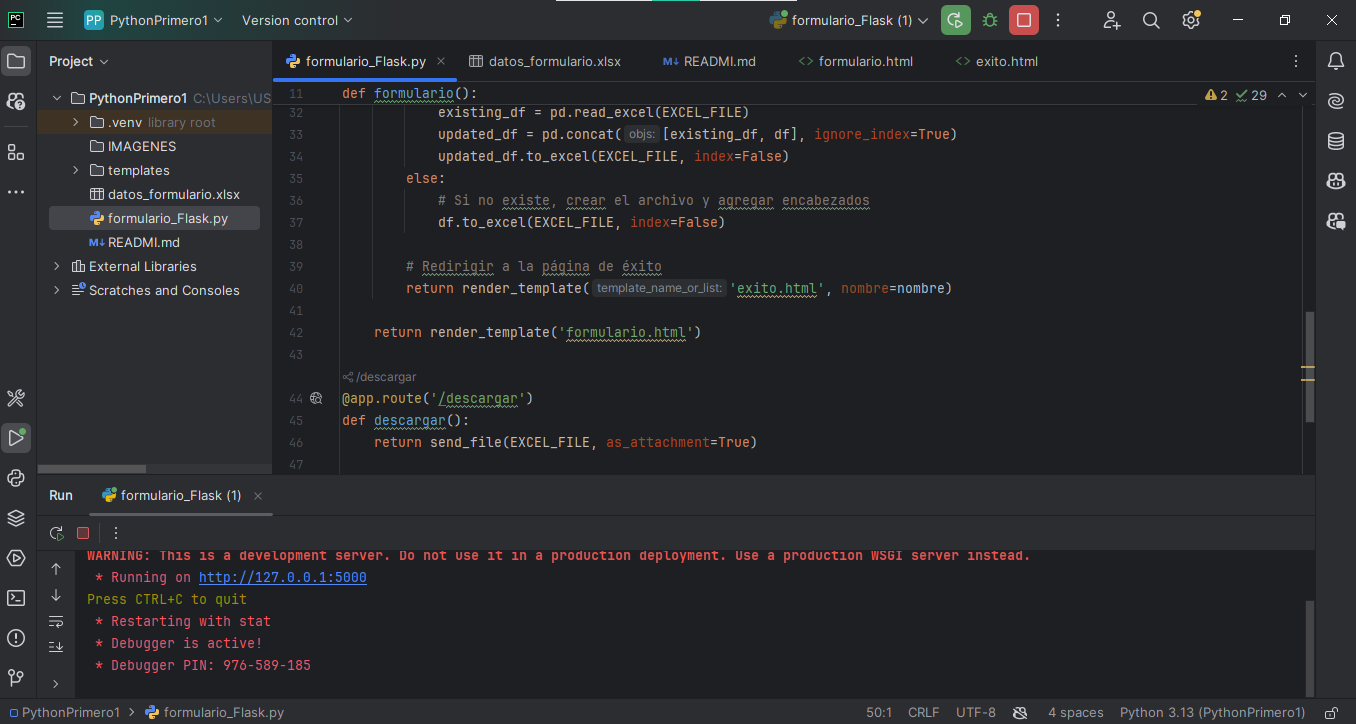 PC
PP PythonPrimero1 Version control formulario_Flask (1)
Project
PythonPrimero1 C:\Users\US
.venv library root
IMAGENES
templates
datos_formulario.xlsx
formulario_Flask.py
M↓ READMI.md
External Libraries
Scratches and Consoles
formulario_Flask.py datos_formulario.xlsx M↓ READMI.md <> formulario.html <> exito.html
11 def formulario(): 2 29
32 existing_df = pd.read_excel(EXCEL_FILE)
33 updated_df = pd.concat( objs: [existing_df, df], ignore_index=True)
34 updated_df.to_excel(EXCEL_FILE, index=False)
35 else:
36 # Si no existe, crear el archivo y agregar encabezados
37 df.to_excel(EXCEL_FILE, index=False)
38
39 # Redirigir a la página de éxito
40 return render_template( template_name_or_list: 'exito.html', nombre=nombre)
41
42 return render_template('formulario.html')
43
/descargar
44 @app.route('/descargar')
45 def descargar():
46 return send_file(EXCEL_FILE, as_attachment=True)
47
Run formulario_Flask (1)
WARNING: This is a development server. Do not use it in a production deployment. Use a production WSGI server instead.
* Running on http://127.0.0.1:5000
Press CTRL+C to quit
* Restarting with stat
* Debugger is active!
* Debugger PIN: 976-589-185
PythonPrimero1 > formulario_Flask.py 50:1 CRLF UTF-8 4 spaces Python 3.13 (PythonPrimero1)